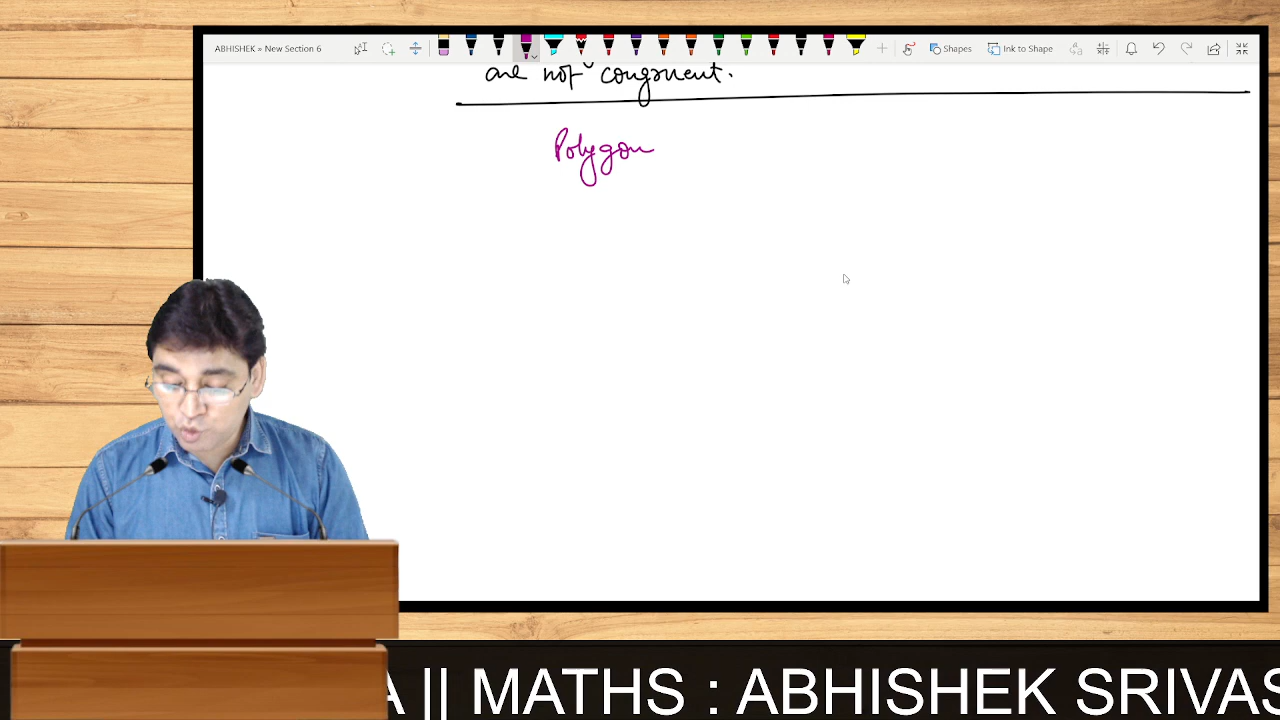 ABHISHEK » New Section 6
Shapes
Ink to Shape
are not congruent.
Polygon
A || MATHS : ABHISHEK SRIVAS